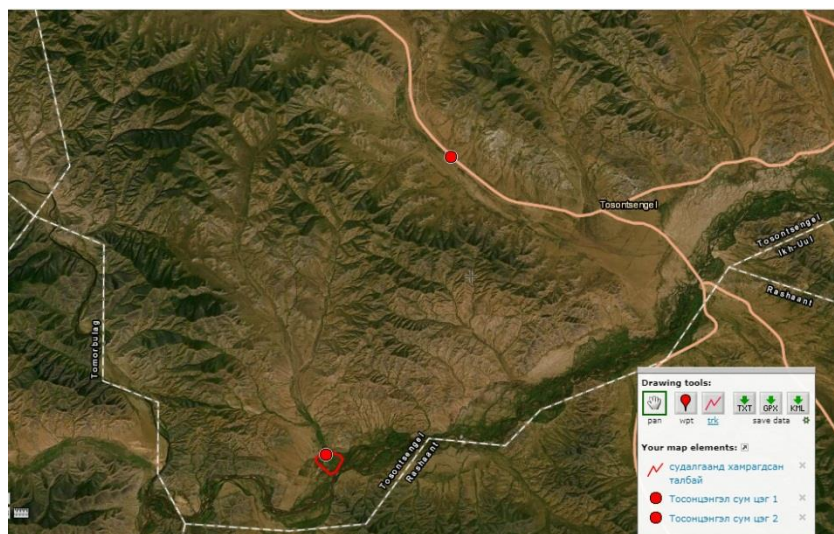 Tosontsengel
Tosontsengel
Ikh-Uul
Rashaant
Tomorbulag
Tosontsengel
Rashaant
Drawing tools:
pan wpt trk TXT GPX KML save data
Your map elements:
судалгаанд хамрагдсан
талбай
Тосонцэнгэл сум цэг 1
Тосонцэнгэл сум цэг 2